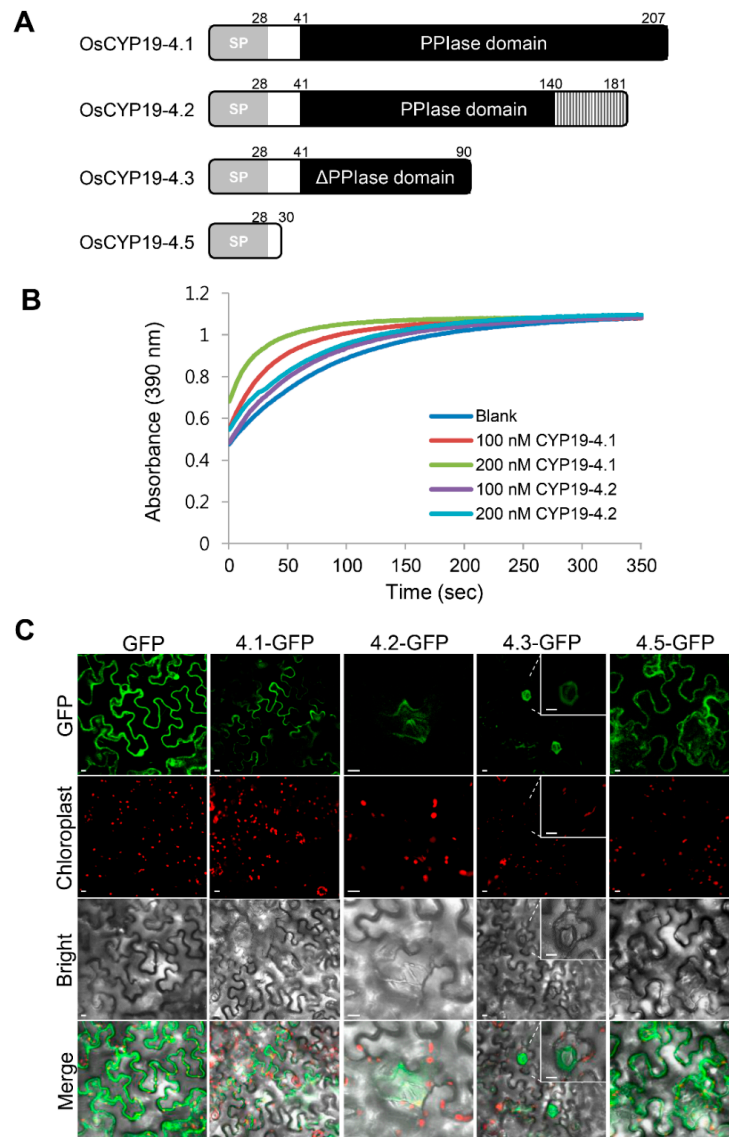 A
28 41 207
OsCYP19-4.1 SP PPIase domain
28 41 140 181
OsCYP19-4.2 SP PPIase domain
28 41 90
OsCYP19-4.3 SP ΔPPIase domain
28 30
OsCYP19-4.5 SP
B
Absorbance (390 nm)
1.2
1
0.8
0.6
0.4
0.2
0
Blank
100 nM CYP19-4.1
200 nM CYP19-4.1
100 nM CYP19-4.2
200 nM CYP19-4.2
0 50 100 150 200 250 300 350
Time (sec)
C
GFP 4.1-GFP 4.2-GFP 4.3-GFP 4.5-GFP
GFP
Chloroplast
Bright
Merge